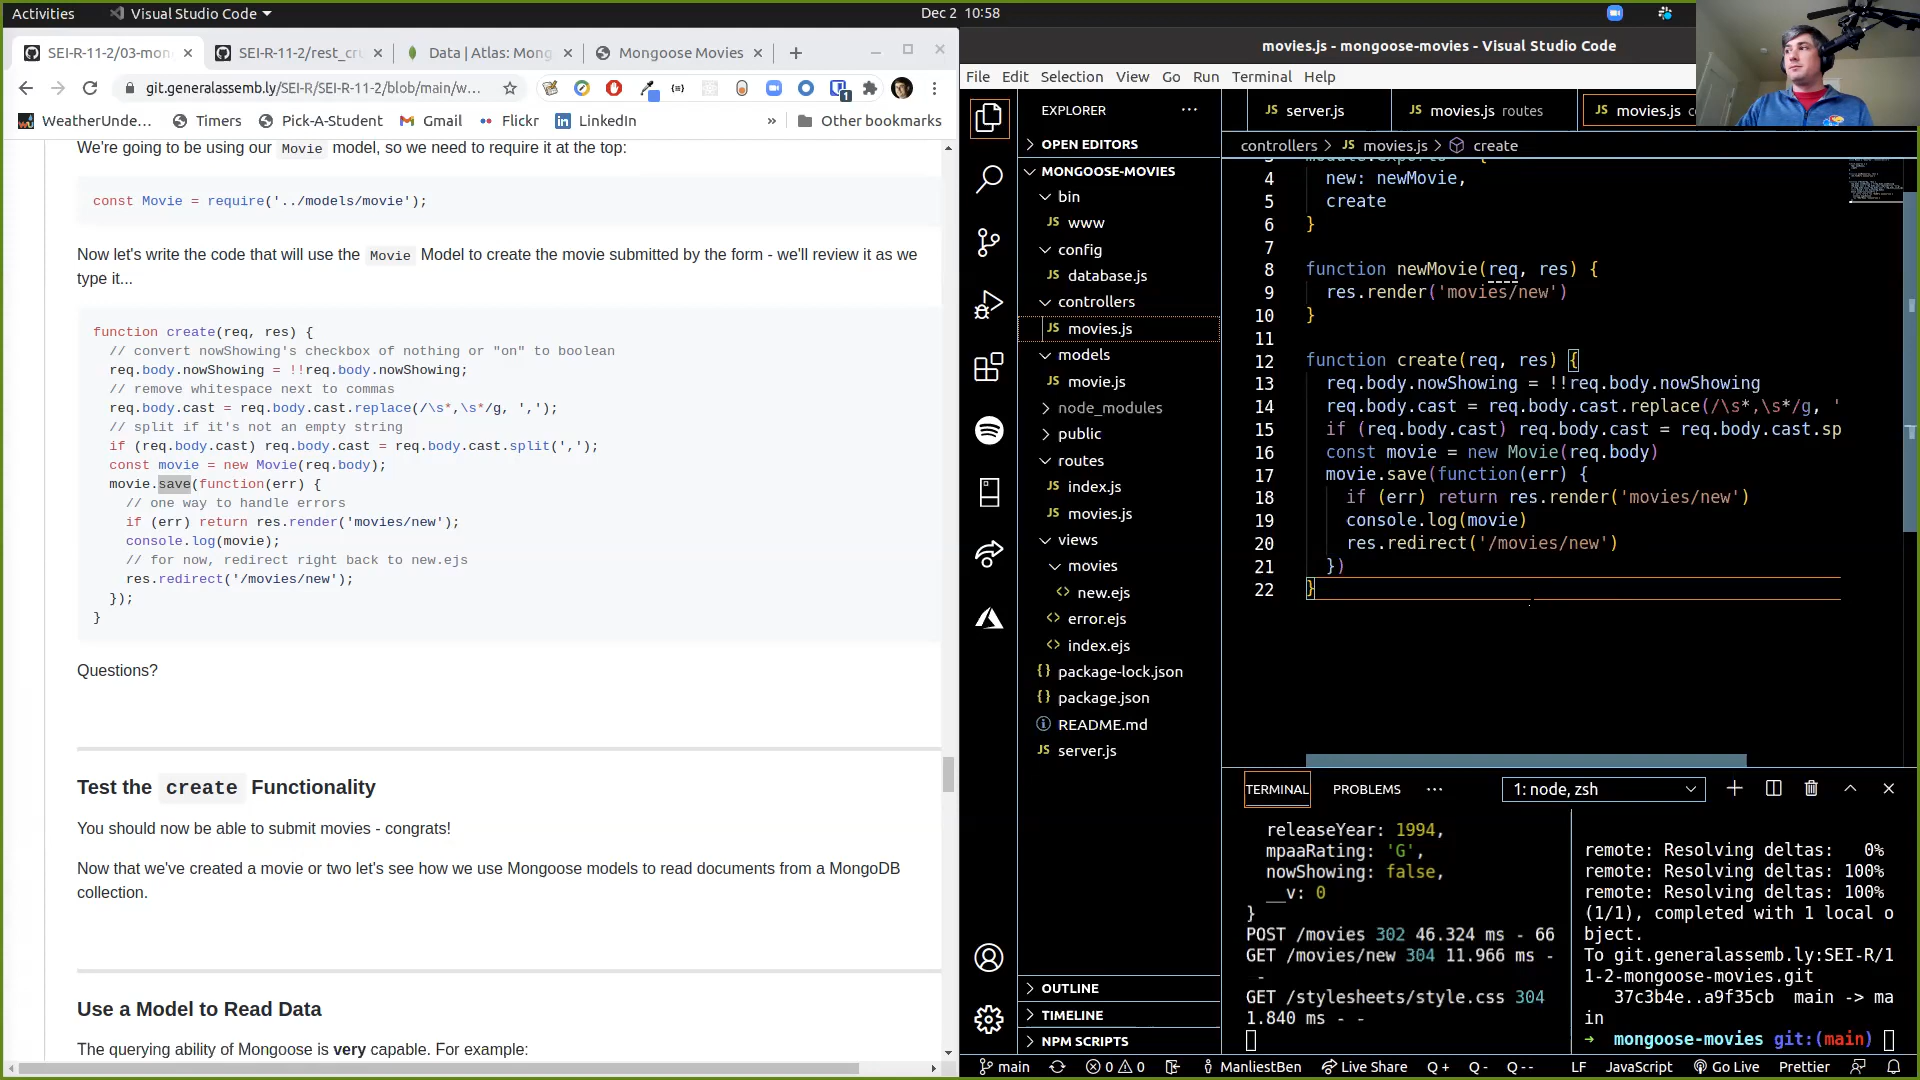 Activities
Visual Studio Code
Dec 2 10:58
SEI-R-11-2/03-mon
SEI-R-11-2/rest_cru
Data | Atlas: Mong
Mongoose Movies
git.generalassemb.ly/SEI-R/SEI-R-11-2/blob/main/w...
WeatherUnde...
Timers
Pick-A-Student
Gmail
Flickr
LinkedIn
»
Other bookmarks
We're going to be using our Movie model, so we need to require it at the top:
const Movie = require('../models/movie');
Now let's write the code that will use the Movie Model to create the movie submitted by the form - we'll review it as we
type it...
function create(req, res) {
// convert nowShowing's checkbox of nothing or "on" to boolean
req.body.nowShowing = !!req.body.nowShowing;
// remove whitespace next to commas
req.body.cast = req.body.cast.replace(/\s*,\s*/g, ',');
// split if it's not an empty string
if (req.body.cast) req.body.cast = req.body.cast.split(',');
const movie = new Movie(req.body);
movie.save(function(err) {
// one way to handle errors
if (err) return res.render('movies/new');
console.log(movie);
// for now, redirect right back to new.ejs
res.redirect('/movies/new');
});
}
Questions?
Test the create Functionality
You should now be able to submit movies - congrats!
Now that we've created a movie or two let's see how we use Mongoose models to read documents from a MongoDB
collection.
Use a Model to Read Data
The querying ability of Mongoose is very capable. For example:
movies.js - mongoose-movies - Visual Studio Code
File Edit Selection View Go Run Terminal Help
EXPLORER
OPEN EDITORS
MONGOOSE-MOVIES
bin
JS www
config
JS database.js
controllers
JS movies.js
models
JS movie.js
node_modules
public
routes
JS index.js
JS movies.js
views
movies
<> new.ejs
<> error.ejs
<> index.ejs
{} package-lock.json
{} package.json
README.md
JS server.js
OUTLINE
TIMELINE
NPM SCRIPTS
JS server.js
JS movies.js routes
JS movies.js
controllers > JS movies.js > create
4 new: newMovie,
5 create
6 }
7
8 function newMovie(req, res) {
9 res.render('movies/new')
10 }
11
12 function create(req, res) {
13 req.body.nowShowing = !!req.body.nowShowing
14 req.body.cast = req.body.cast.replace(/\s*,\s*/g, '
15 if (req.body.cast) req.body.cast = req.body.cast.sp
16 const movie = new Movie(req.body)
17 movie.save(function(err) {
18 if (err) return res.render('movies/new')
19 console.log(movie)
20 res.redirect('/movies/new')
21 })
22 }
TERMINAL
PROBLEMS
1: node, zsh
releaseYear: 1994,
mpaaRating: 'G',
nowShowing: false,
__v: 0
}
POST /movies 302 46.324 ms - 66
GET /movies/new 304 11.966 ms -
-
GET /stylesheets/style.css 304
1.840 ms - -
remote: Resolving deltas: 0%
remote: Resolving deltas: 100%
remote: Resolving deltas: 100%
(1/1), completed with 1 local o
bject.
To git.generalassemb.ly:SEI-R/1
1-2-mongoose-movies.git
37c3b4e..a9f35cb main -> ma
in
➜ mongoose-movies git:(main)
main
0
0
ManliestBen
Live Share
Q +
Q -
Q --
LF
JavaScript
Go Live
Prettier